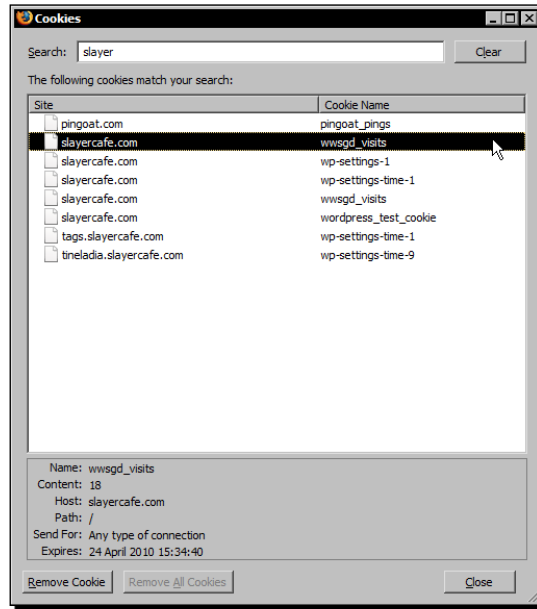 Cookies
Search: slayer Clear
The following cookies match your search:
Site Cookie Name
pingoat.com pingoat_pings
slayercafe.com wwsgd_visits
slayercafe.com wp-settings-1
slayercafe.com wp-settings-time-1
slayercafe.com wwsgd_visits
slayercafe.com wordpress_test_cookie
tags.slayercafe.com wp-settings-time-1
tineladia.slayercafe.com wp-settings-time-9
Name: wwsgd_visits
Content: 18
Host: slayercafe.com
Path: /
Send For: Any type of connection
Expires: 24 April 2010 15:34:40
Remove Cookie Remove All Cookies Close